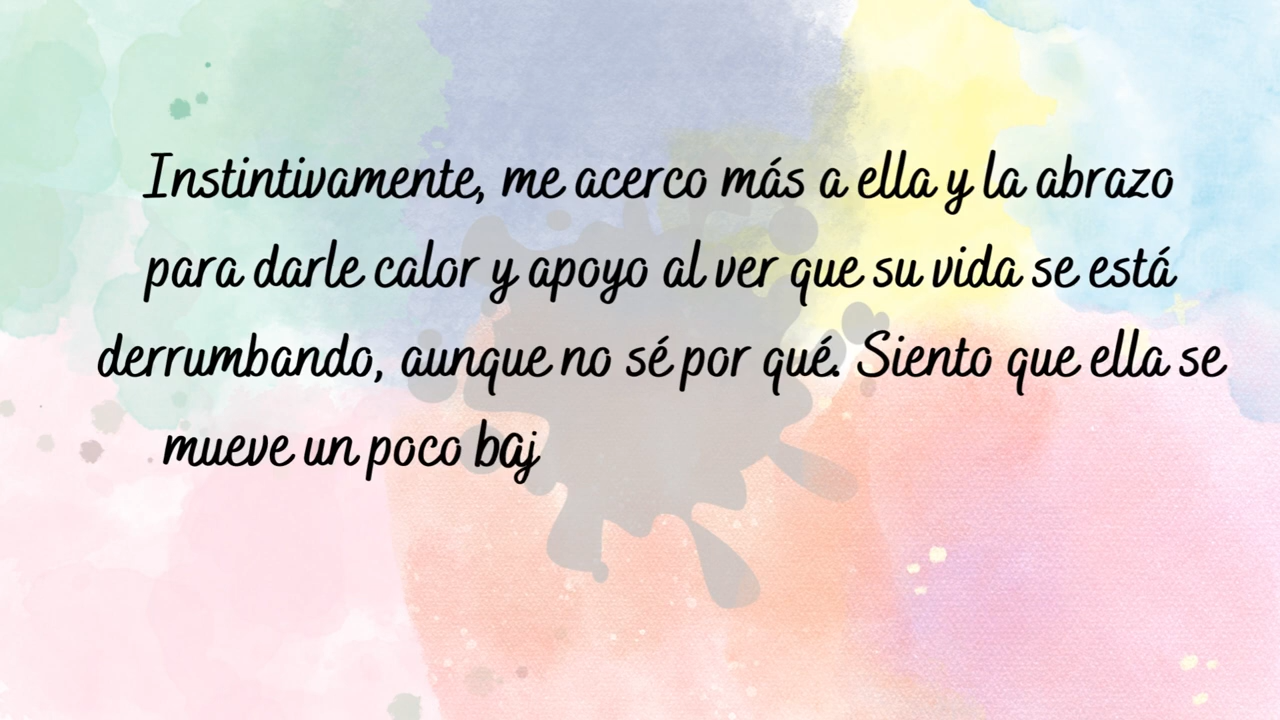 Instintivamente, me acerco más a ella y la abrazo
para darle calor y apoyo al ver que su vida se está
derrumbando, aunque no sé por qué. Siento que ella se
mueve un poco baj